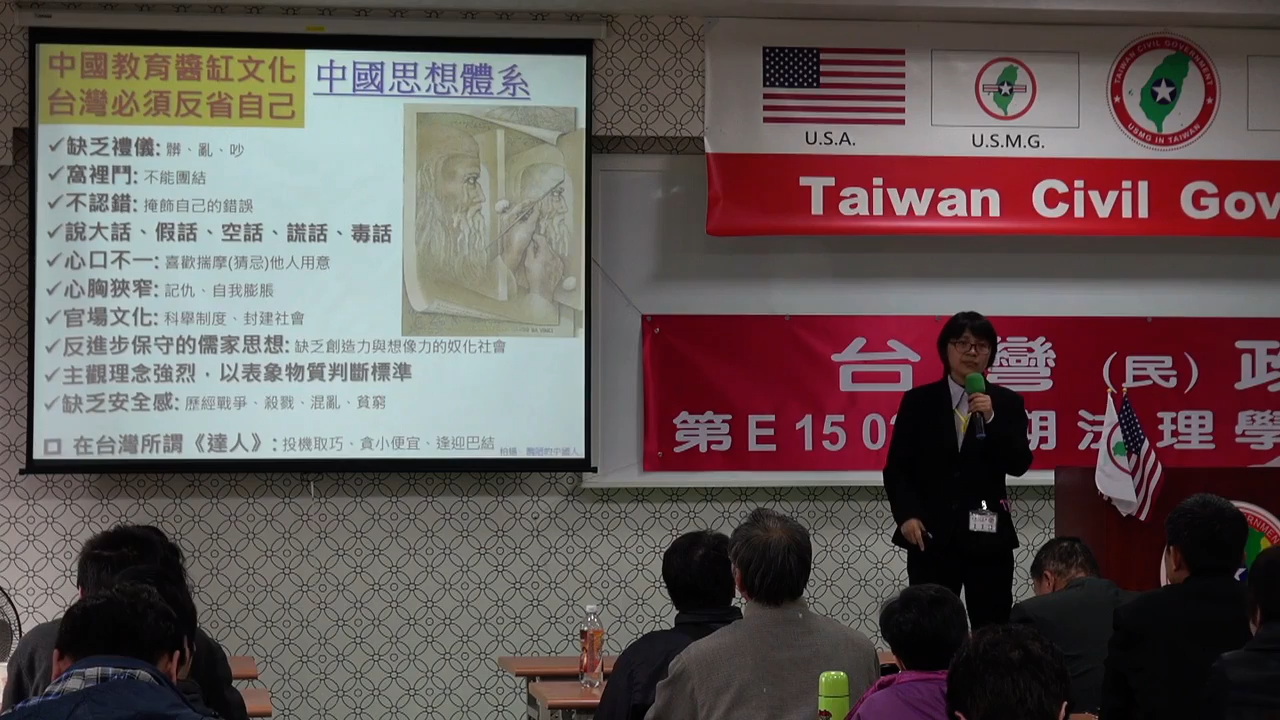 中國教育醬缸文化
台灣必須反省自己
中國思想體系
✓缺乏禮儀: 髒、亂、吵
✓窩裡鬥: 不能團結
✓不認錯: 掩飾自己的錯誤
✓說大話、假話、空話、謊話、毒話
✓心口不一: 喜歡揣摩(猜忌)他人用意
✓心胸狹窄: 記仇、自我膨脹
✓官場文化: 科舉制度、封建社會
✓反進步保守的儒家思想: 缺乏創造力與想像力的奴化社會
✓主觀理念強烈，以表象物質判斷標準
✓缺乏安全感: 歷經戰爭、殺戮、混亂、貧窮
□ 在台灣所謂《達人》: 投機取巧、貪小便宜、逢迎巴結
U.S.A.
U.S.M.G.
TAIWAN CIVIL GOVERNMENT
USMG IN TAIWAN
Taiwan Civil Gov
台灣（民）政
第E 15 0 期 法理學